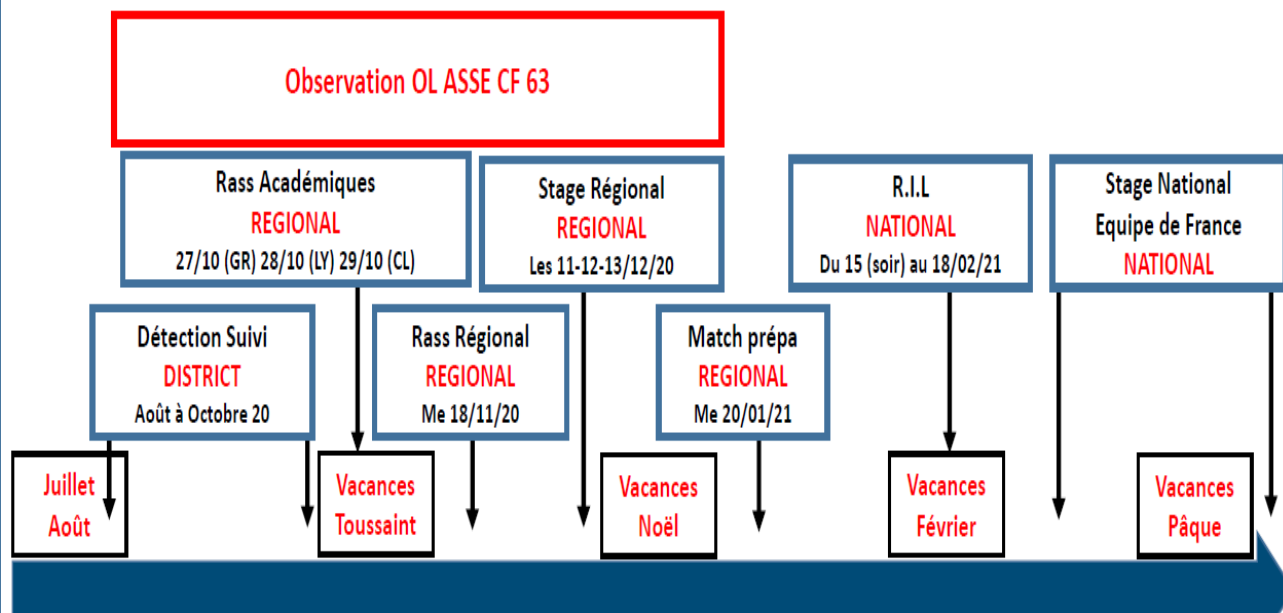 Observation OL ASSE CF 63
Rass Académiques
REGIONAL
27/10 (GR) 28/10 (LY) 29/10 (CL)
Stage Régional
REGIONAL
Les 11-12-13/12/20
R.I.L
NATIONAL
Du 15 (soir) au 18/02/21
Stage National
Equipe de France
NATIONAL
Détection Suivi
DISTRICT
Août à Octobre 20
Rass Régional
REGIONAL
Me 18/11/20
Match prépa
REGIONAL
Me 20/01/21
Juillet
Août
Vacances
Toussaint
Vacances
Noël
Vacances
Février
Vacances
Pâque